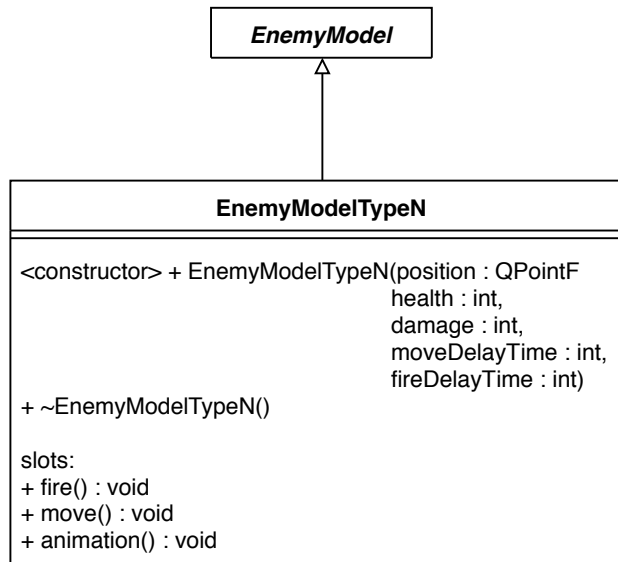 EnemyModel
EnemyModelTypeN
<constructor> + EnemyModelTypeN(position : QPointF
health : int,
damage : int,
moveDelayTime : int,
fireDelayTime : int)
+ ~EnemyModelTypeN()
slots:
+ fire() : void
+ move() : void
+ animation() : void